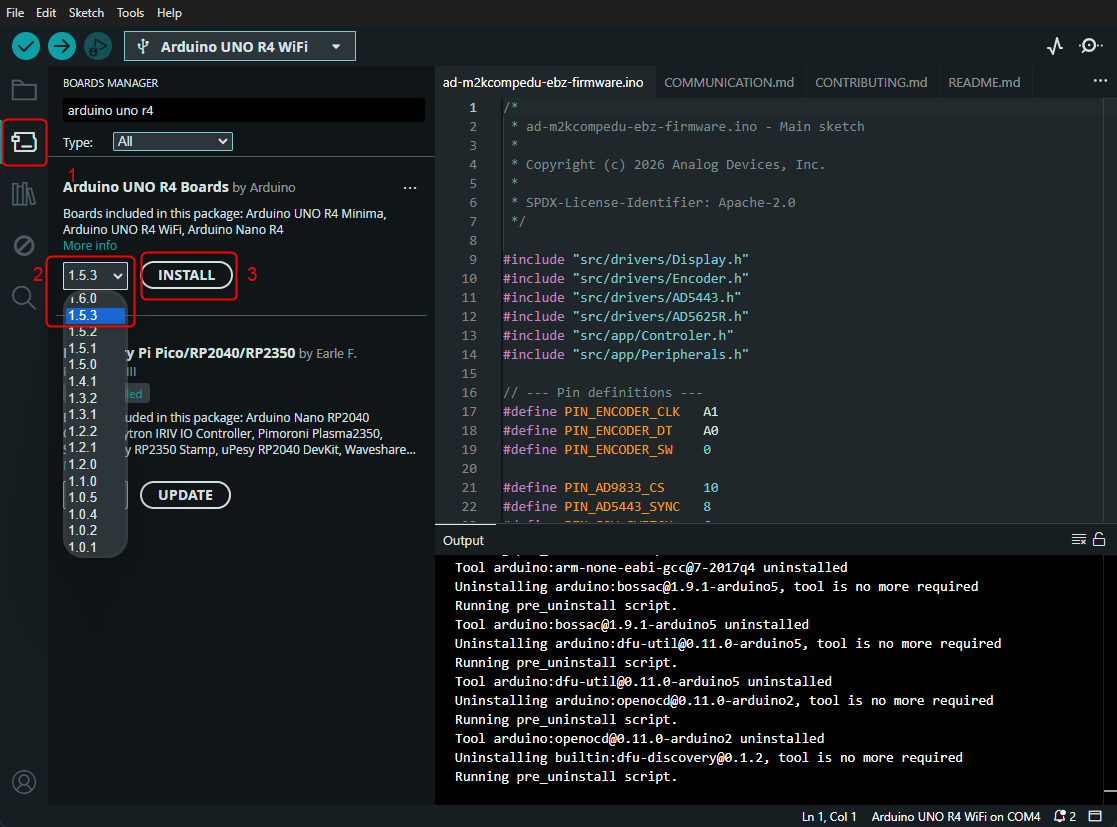 File Edit Sketch Tools Help
Arduino UNO R4 WiFi
BOARDS MANAGER
arduino uno r4
Type: All
1
Arduino UNO R4 Boards by Arduino
Boards included in this package: Arduino UNO R4 Minima,
Arduino UNO R4 WiFi, Arduino Nano R4
More info
2
1.5.3
INSTALL
3
1.6.0
1.5.3
1.5.2
1.5.1
1.5.0
1.4.1
1.3.2
1.3.1
1.2.2
1.2.1
1.2.0
1.1.0
1.0.5
1.0.4
1.0.2
1.0.1
Pi Pico/RP2040/RP2350 by Earle F.
in this package: Arduino Nano RP2040
IRIV IO Controller, Pimoroni Plasma2350,
RP2350 Stamp, uPesy RP2040 DevKit, Waveshare...
UPDATE
ad-m2kcompedu-ebz-firmware.ino COMMUNICATION.md CONTRIBUTING.md README.md
1 /*
2 * ad-m2kcompedu-ebz-firmware.ino - Main sketch
3 *
4 * Copyright (c) 2026 Analog Devices, Inc.
5 *
6 * SPDX-License-Identifier: Apache-2.0
7 */
8
9 #include "src/drivers/Display.h"
10 #include "src/drivers/Encoder.h"
11 #include "src/drivers/AD5443.h"
12 #include "src/drivers/AD5625R.h"
13 #include "src/app/Controler.h"
14 #include "src/app/Peripherals.h"
15
16 // --- Pin definitions ---
17 #define PIN_ENCODER_CLK A1
18 #define PIN_ENCODER_DT A0
19 #define PIN_ENCODER_SW 0
20
21 #define PIN_AD9833_CS 10
22 #define PIN_AD5443_SYNC 8
Output
Tool arduino:arm-none-eabi-gcc@7-2017q4 uninstalled
Uninstalling arduino:bossac@1.9.1-arduino5, tool is no more required
Running pre_uninstall script.
Tool arduino:bossac@1.9.1-arduino5 uninstalled
Uninstalling arduino:dfu-util@0.11.0-arduino5, tool is no more required
Running pre_uninstall script.
Tool arduino:dfu-util@0.11.0-arduino5 uninstalled
Uninstalling arduino:openocd@0.11.0-arduino2, tool is no more required
Running pre_uninstall script.
Tool arduino:openocd@0.11.0-arduino2 uninstalled
Uninstalling builtin:dfu-discovery@0.1.2, tool is no more required
Running pre_uninstall script.
Ln 1, Col 1 Arduino UNO R4 WiFi on COM4 2